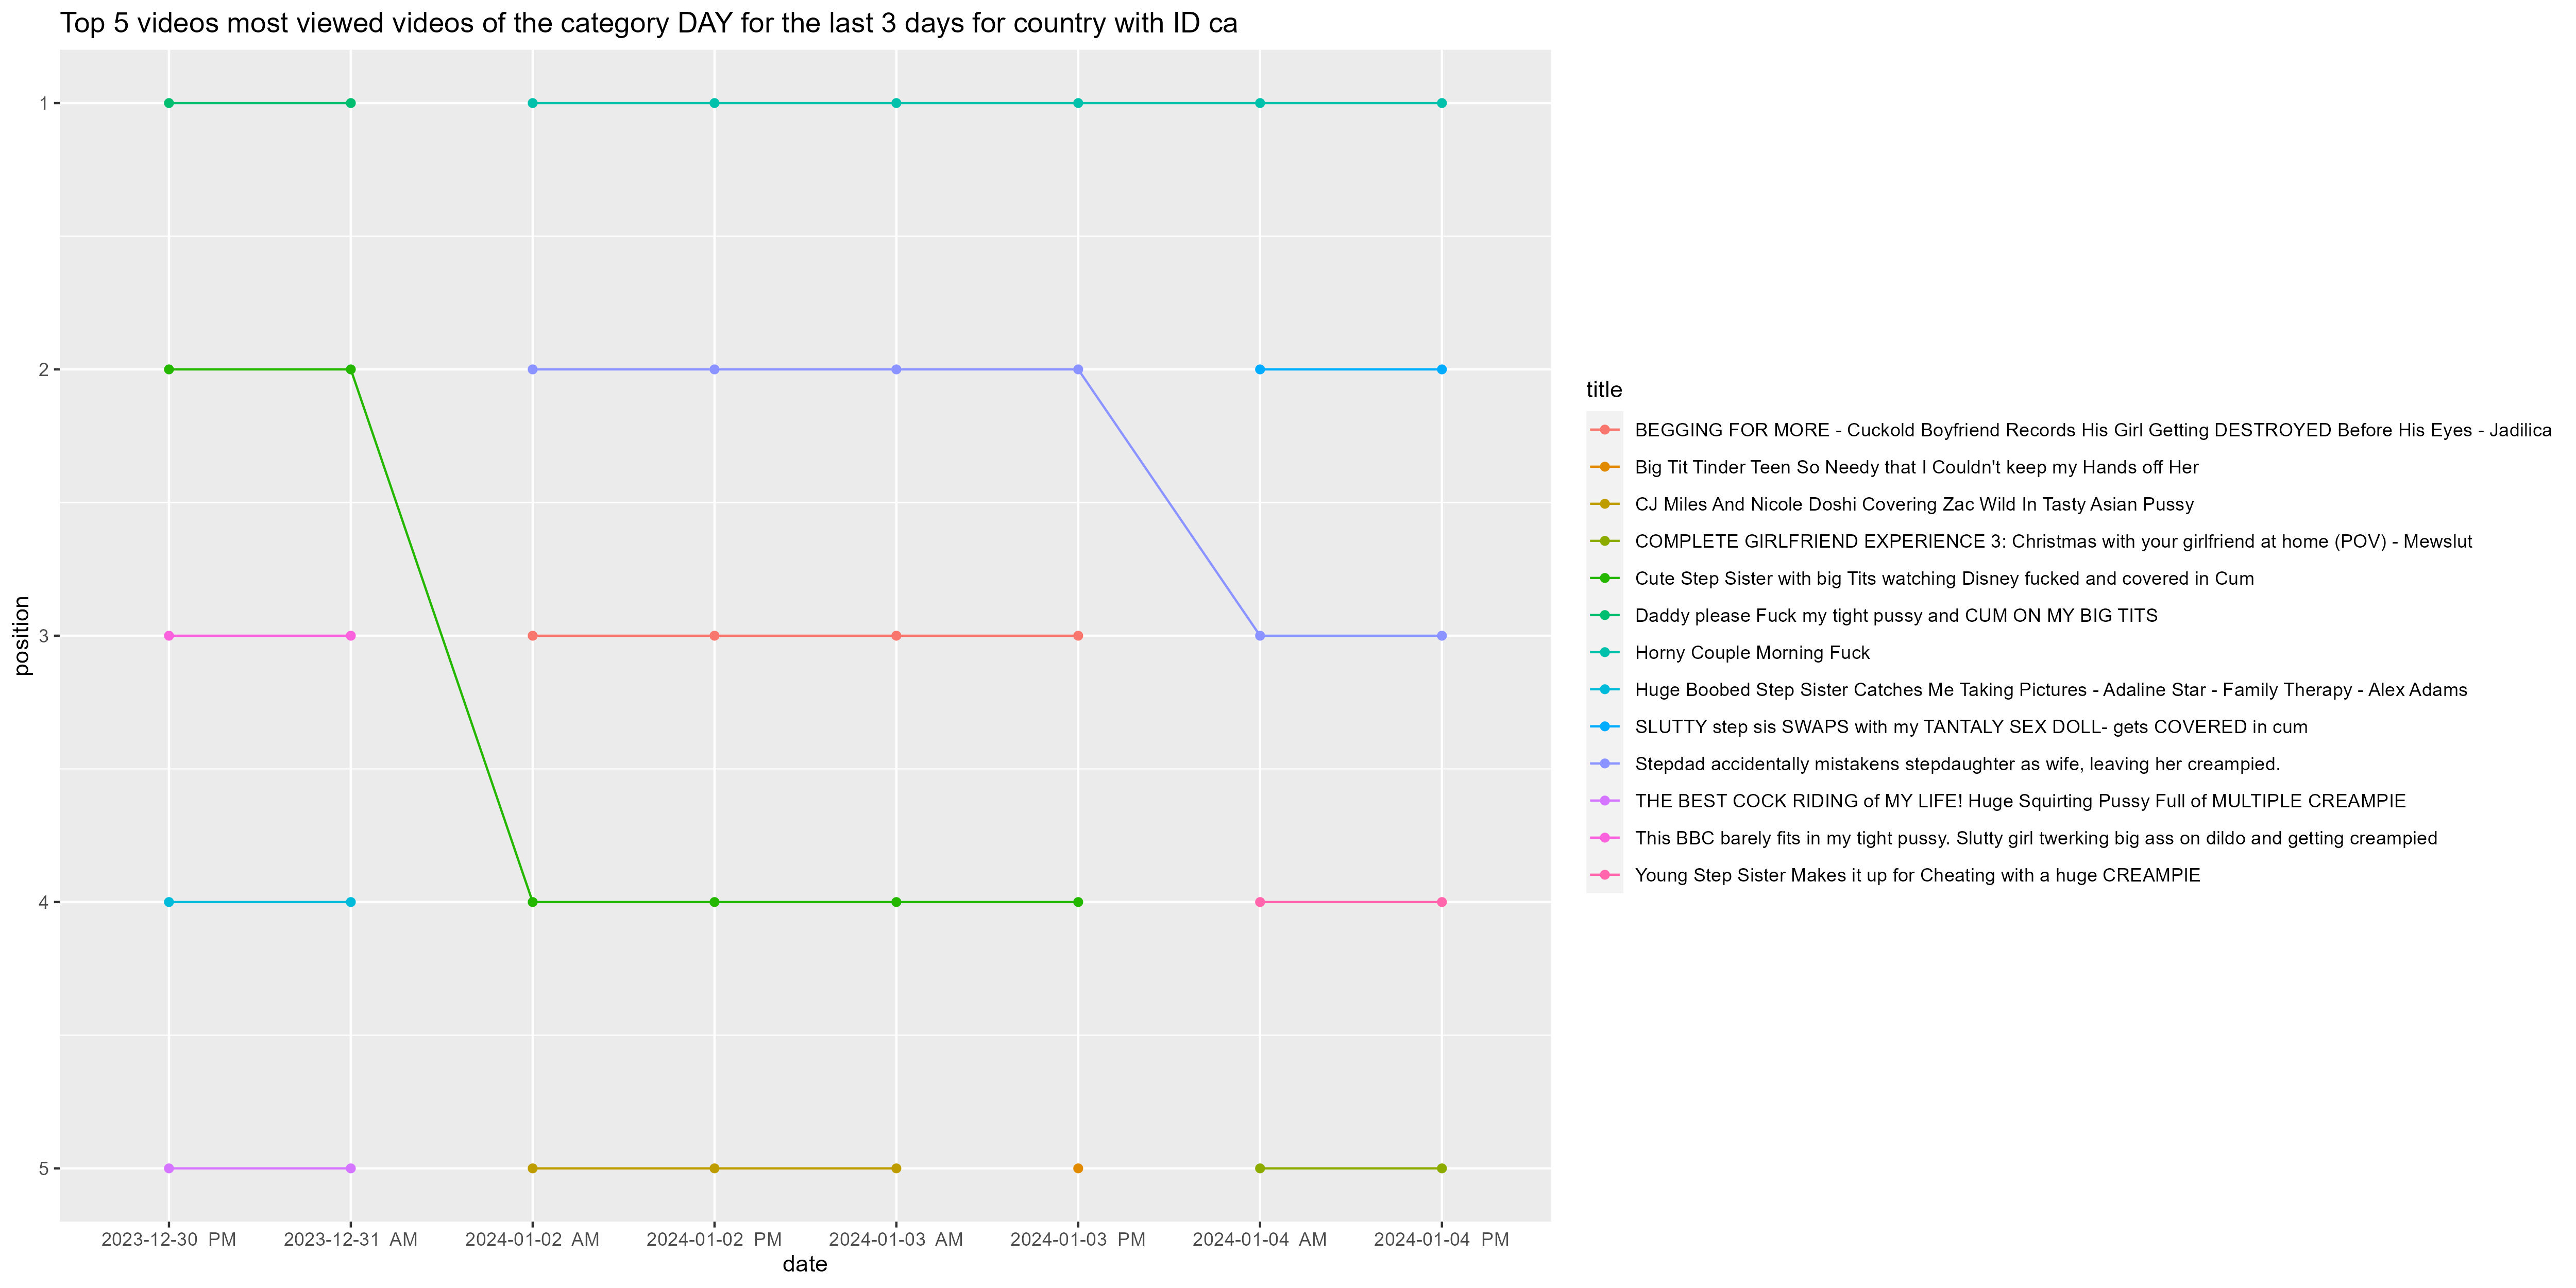 Top 5 videos most viewed videos of the category DAY for the last 3 days for country with ID ca
1
2
3
4
5
position
2023-12-30 PM
2023-12-31 AM
2024-01-02 AM
2024-01-02 PM
2024-01-03 AM
2024-01-03 PM
2024-01-04 AM
2024-01-04 PM
date
title
BEGGING FOR MORE - Cuckold Boyfriend Records His Girl Getting DESTROYED Before His Eyes - Jadilica
Big Tit Tinder Teen So Needy that I Couldn't keep my Hands off Her
CJ Miles And Nicole Doshi Covering Zac Wild In Tasty Asian Pussy
COMPLETE GIRLFRIEND EXPERIENCE 3: Christmas with your girlfriend at home (POV) - Mewslut
Cute Step Sister with big Tits watching Disney fucked and covered in Cum
Daddy please Fuck my tight pussy and CUM ON MY BIG TITS
Horny Couple Morning Fuck
Huge Boobed Step Sister Catches Me Taking Pictures - Adaline Star - Family Therapy - Alex Adams
SLUTTY step sis SWAPS with my TANTALY SEX DOLL- gets COVERED in cum
Stepdad accidentally mistakens stepdaughter as wife, leaving her creampied.
THE BEST COCK RIDING of MY LIFE! Huge Squirting Pussy Full of MULTIPLE CREAMPIE
This BBC barely fits in my tight pussy. Slutty girl twerking big ass on dildo and getting creampied
Young Step Sister Makes it up for Cheating with a huge CREAMPIE